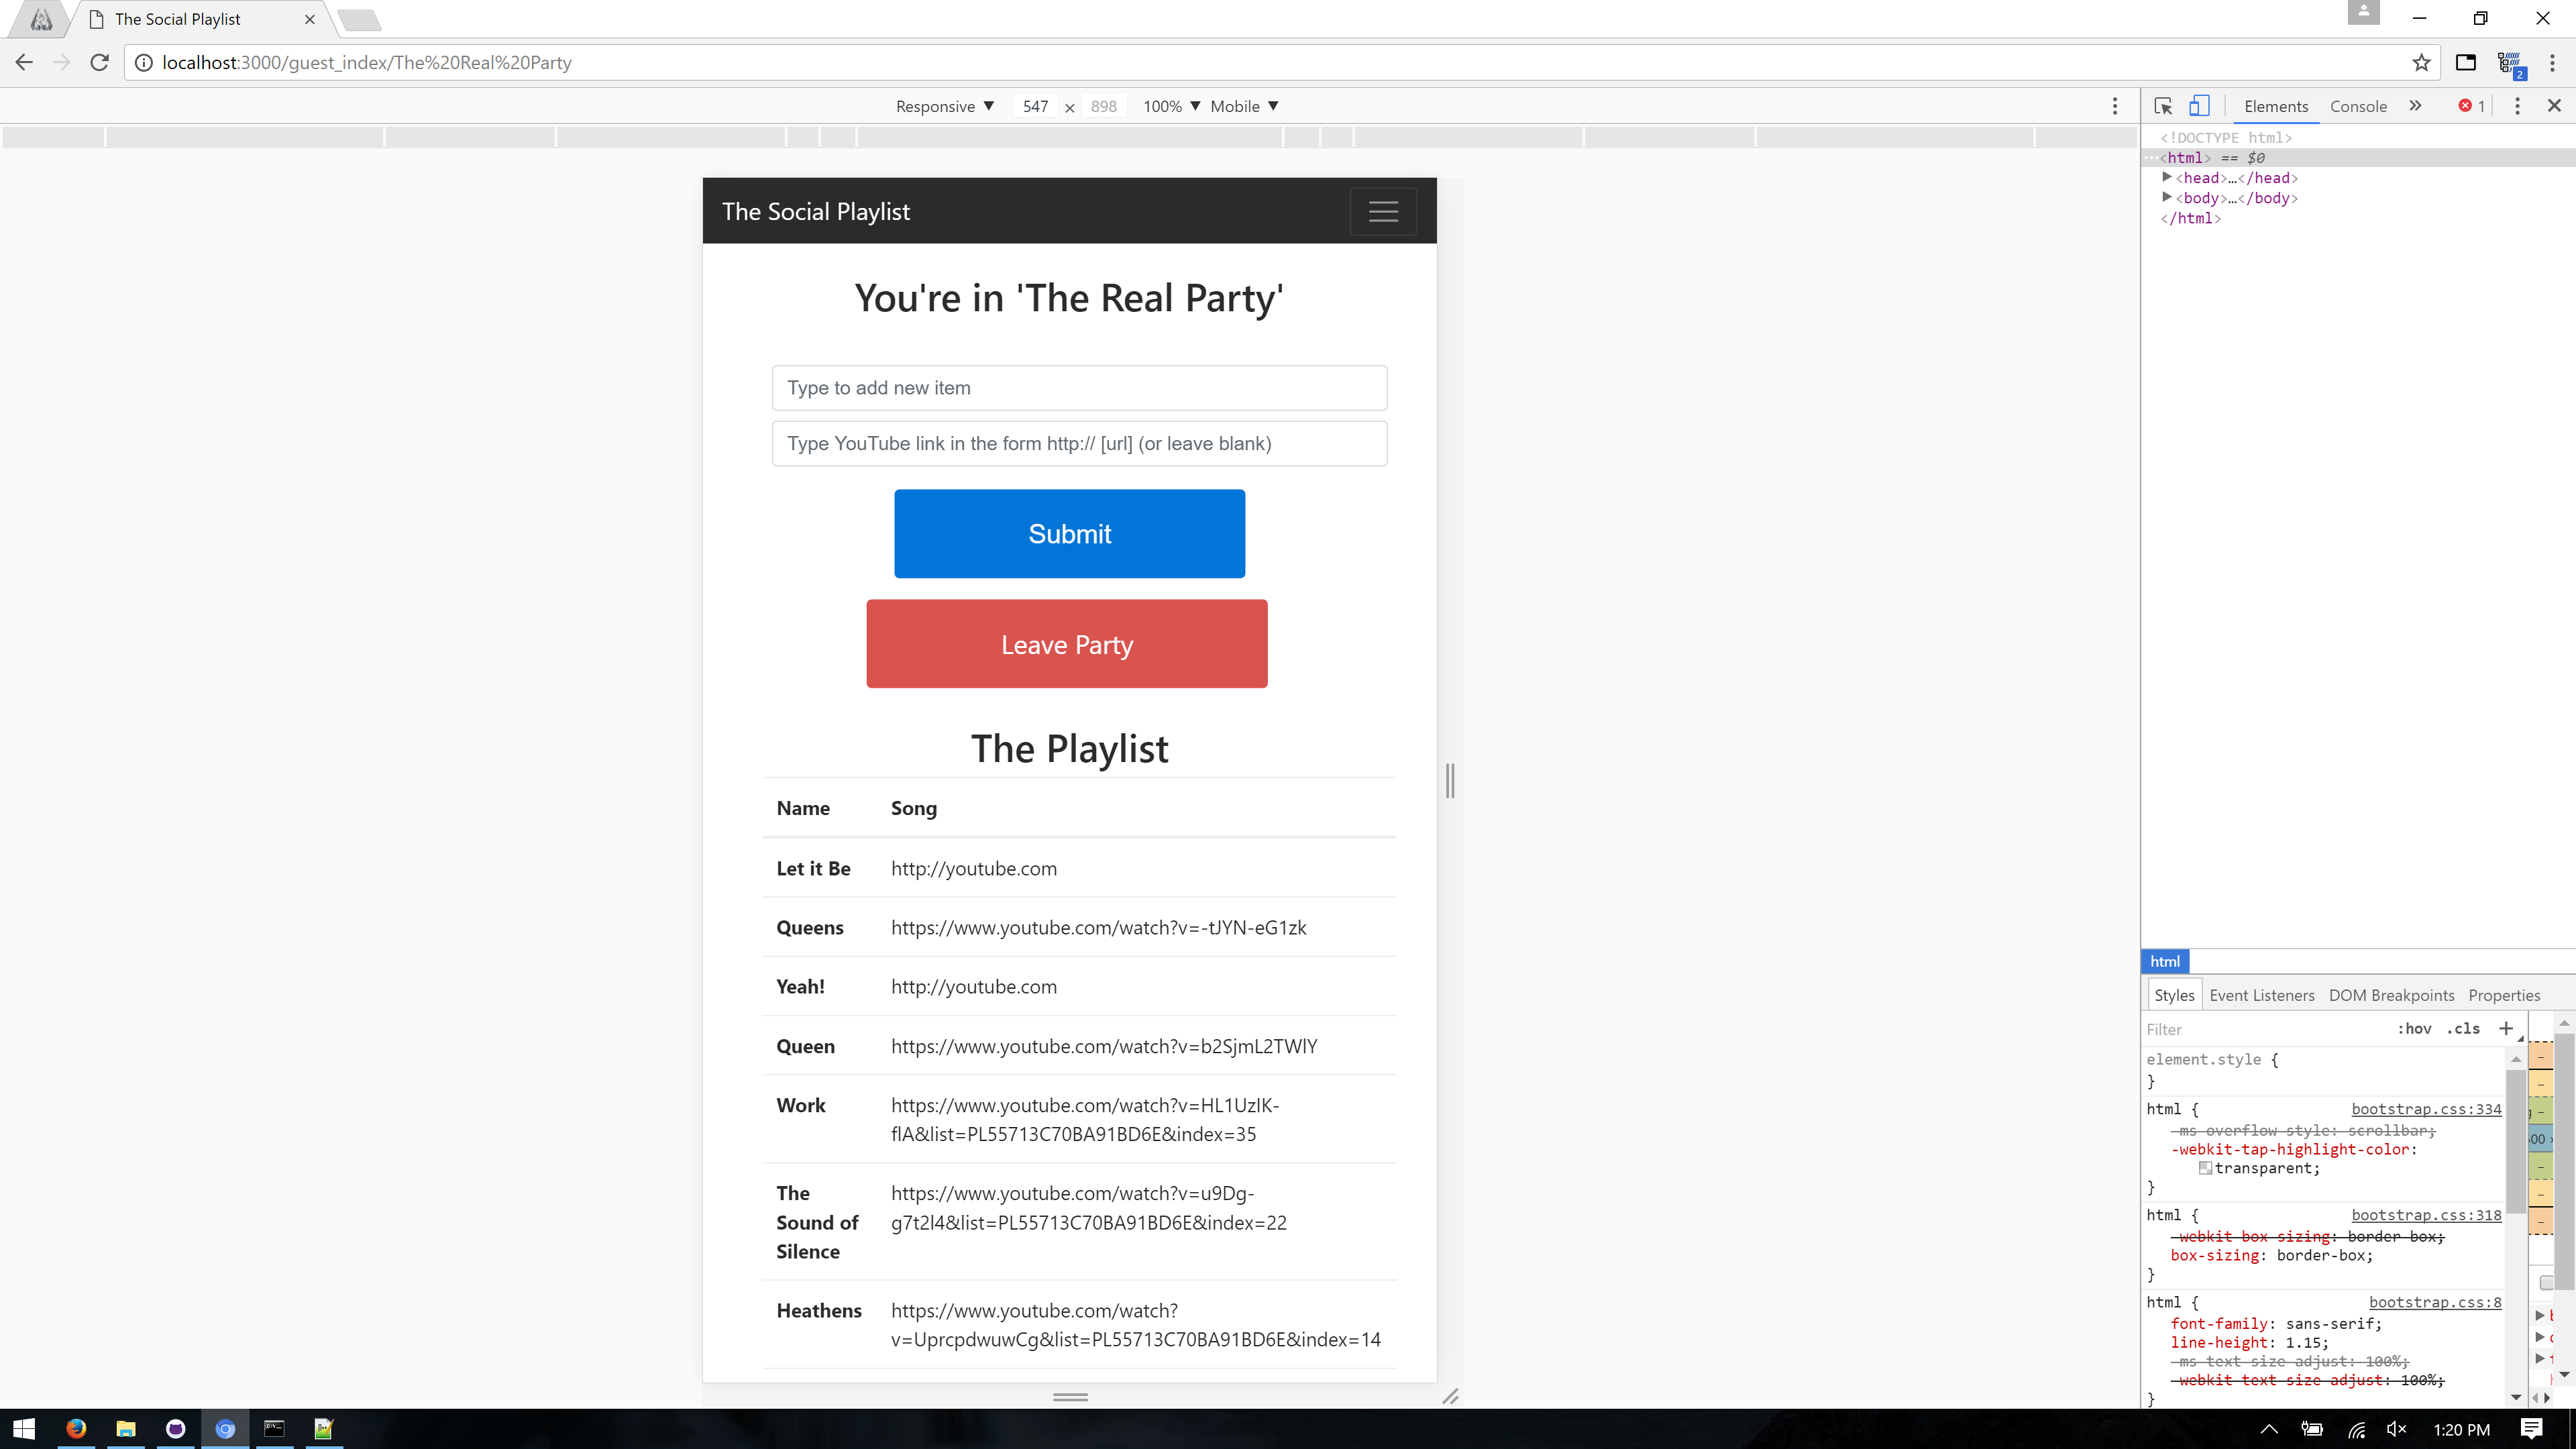 The Social Playlist
localhost:3000/guest_index/The%20Real%20Party
2
Responsive ▼ 547 × 898 100% ▼ Mobile ▼
Elements Console » 1
<!DOCTYPE html>
···<html> == $0
<head>…</head>
<body>…</body>
</html>
The Social Playlist
You're in 'The Real Party'
Type to add new item
Type YouTube link in the form http:// [url] (or leave blank)
Submit
Leave Party
The Playlist
Name Song
Let it Be http://youtube.com
Queens https://www.youtube.com/watch?v=-tJYN-eG1zk
Yeah! http://youtube.com
Queen https://www.youtube.com/watch?v=b2SjmL2TWlY
Work https://www.youtube.com/watch?v=HL1UzIK-
flA&list=PL55713C70BA91BD6E&index=35
The https://www.youtube.com/watch?v=u9Dg-
Sound of g7t2l4&list=PL55713C70BA91BD6E&index=22
Silence
Heathens https://www.youtube.com/watch?
v=UprcpdwuwCg&list=PL55713C70BA91BD6E&index=14
html
Styles Event Listeners DOM Breakpoints Properties
Filter :hov .cls +
element.style {
}
html { bootstrap.css:334
-ms-overflow-style: scrollbar;
-webkit-tap-highlight-color:
transparent;
}
html { bootstrap.css:318
-webkit-box-sizing: border-box;
box-sizing: border-box;
}
html { bootstrap.css:8
font-family: sans-serif;
line-height: 1.15;
-ms-text-size-adjust: 100%;
-webkit-text-size-adjust: 100%;
}
1:20 PM